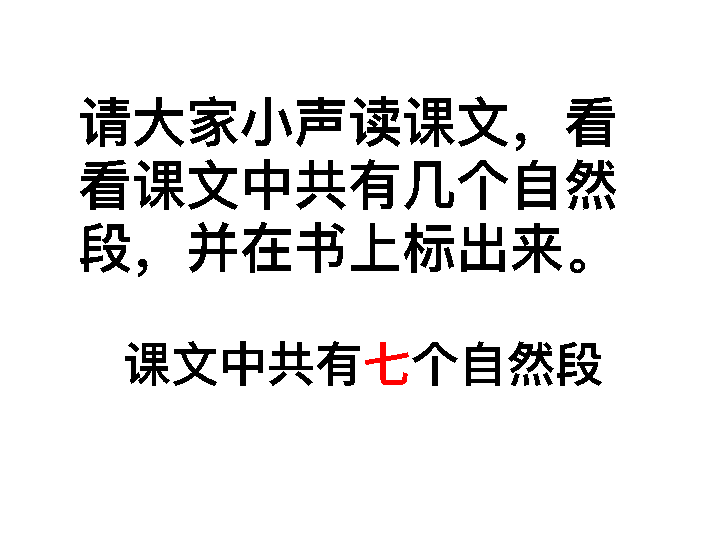 请大家小声读课文，看
看课文中共有几个自然
段，并在书上标出来。
课文中共有七个自然段